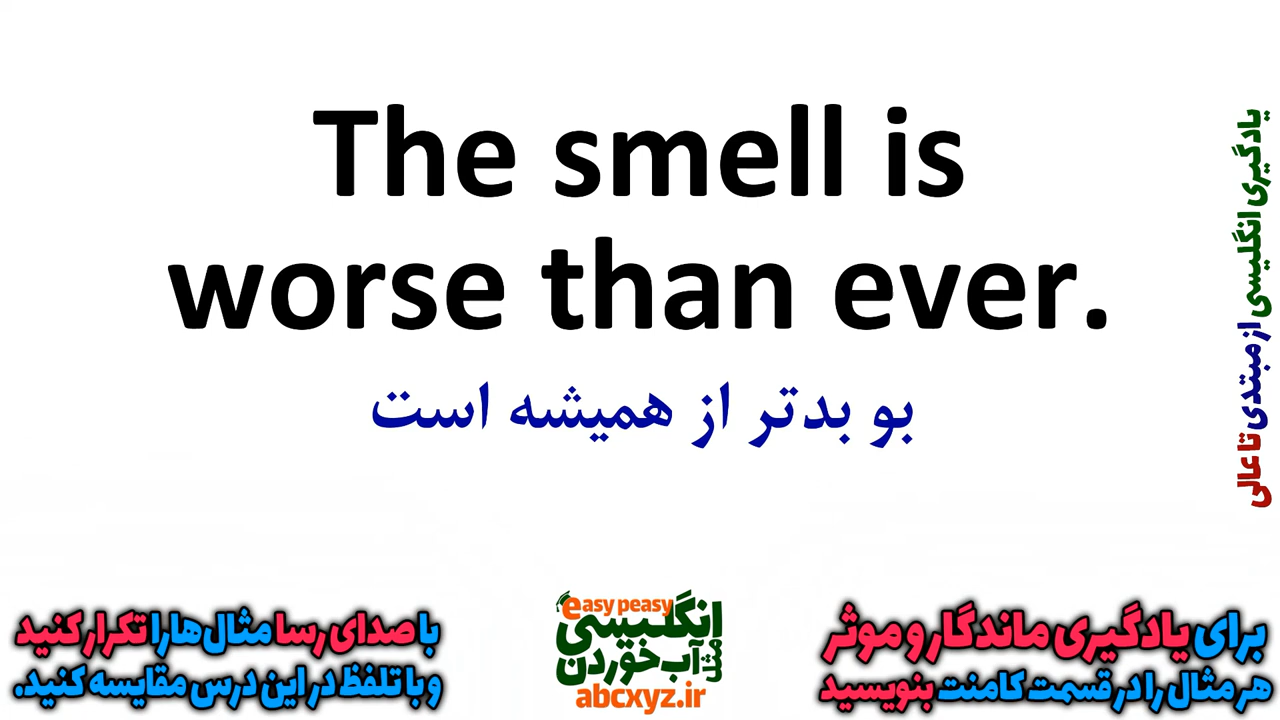 The smell is
worse than ever.
بو بدتر از همیشه است
یادگیری انگلیسی از مبتدی تا عالی
با صدای رسا مثال‌ها را تکرار کنید
و با تلفظ در این درس مقایسه کنید.
easy peasy
انگلیسی
مثل
آب خوردن
abcxyz.ir
برای یادگیری ماندگار و موثر
هر مثال را در قسمت کامنت بنویسید